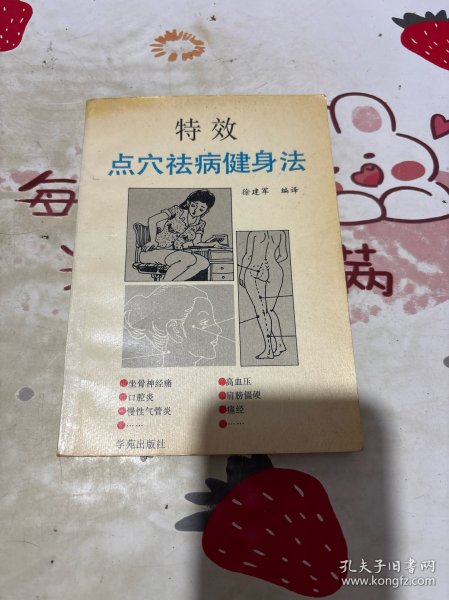 特效
点穴祛病健身法
徐建军 编译
坐骨神经痛
口腔炎
慢性气管炎
……
高血压
肩膀僵硬
痛经
……
学苑出版社
每
满
孔夫子旧书网
www.kongfz.com